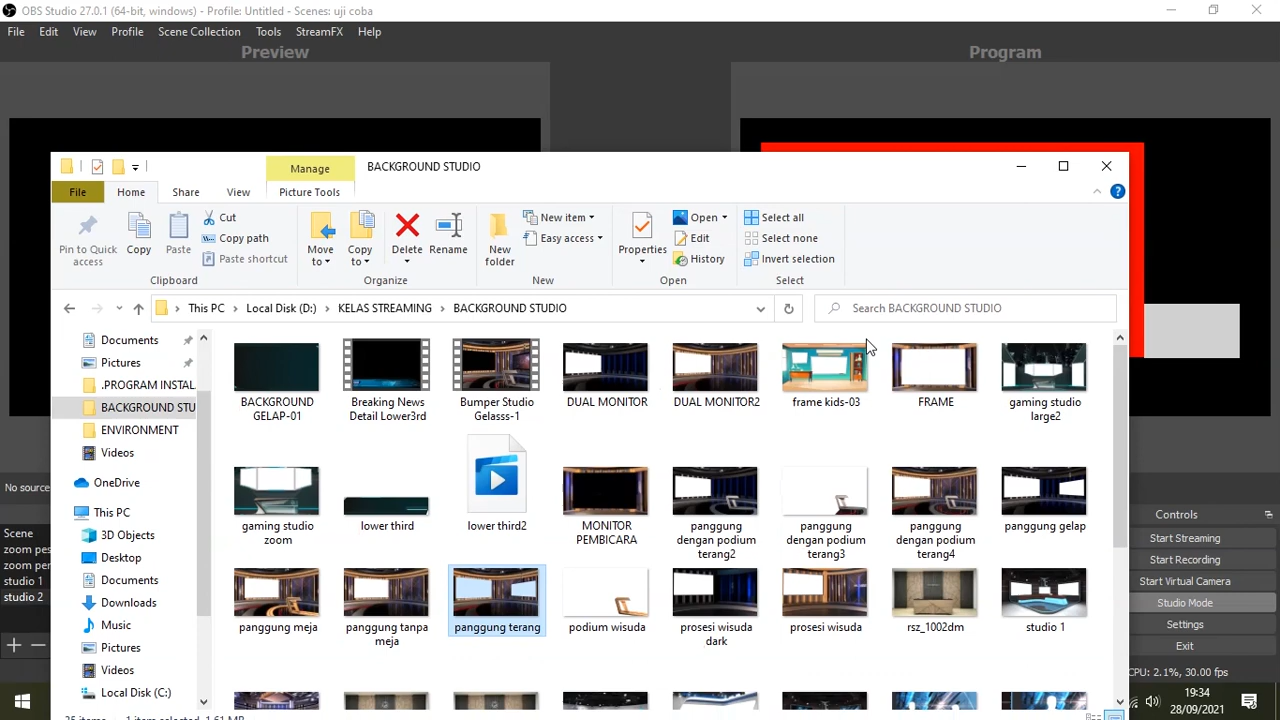 OBS Studio 27.0.1 (64-bit, windows) - Profile: Untitled - Scenes: uji coba
File Edit View Profile Scene Collection Tools StreamFX Help
Preview
Program
Manage
BACKGROUND STUDIO
File Home Share View Picture Tools
Pin to Quick access
Copy
Paste
Cut
Copy path
Paste shortcut
Clipboard
Move to
Copy to
Delete
Rename
Organize
New folder
New item
Easy access
New
Properties
Open
Edit
History
Open
Select all
Select none
Invert selection
Select
This PC > Local Disk (D:) > KELAS STREAMING > BACKGROUND STUDIO
Search BACKGROUND STUDIO
Documents
Pictures
.PROGRAM INSTAL
BACKGROUND STU
ENVIRONMENT
Videos
OneDrive
This PC
3D Objects
Desktop
Documents
Downloads
Music
Pictures
Videos
Local Disk (C:)
BACKGROUND GELAP-01
Breaking News Detail Lower3rd
Bumper Studio Gelasss-1
DUAL MONITOR
DUAL MONITOR2
frame kids-03
FRAME
gaming studio large2
gaming studio zoom
lower third
lower third2
MONITOR PEMBICARA
panggung dengan podium terang2
panggung dengan podium terang3
panggung dengan podium terang4
panggung gelap
panggung meja
panggung tanpa meja
panggung terang
podium wisuda
prosesi wisuda dark
prosesi wisuda
rsz_1002dm
studio 1
No source
Scene
zoom pes
zoom per
studio 1
studio 2
Controls
Start Streaming
Start Recording
Start Virtual Camera
Studio Mode
Settings
Exit
CPU: 2.1%, 30.00 fps
19:34
28/09/2021